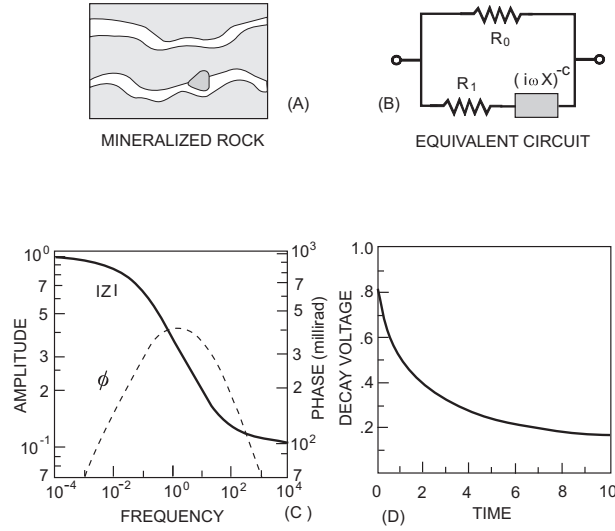 (A)
MINERALIZED ROCK
R0
R1
(iωX)-c
(B)
EQUIVALENT CIRCUIT
AMPLITUDE
10^0
7
5
3
2
10^-1
7
|Z|
ϕ
10^-4
10^-2
10^0
10^2
10^4
FREQUENCY
(C)
10^3
7
5
4
3
2
10^2
7
PHASE (millirad)
DECAY VOLTAGE
1.0
.8
.6
.4
.2
0
2
4
6
8
10
(D)
TIME